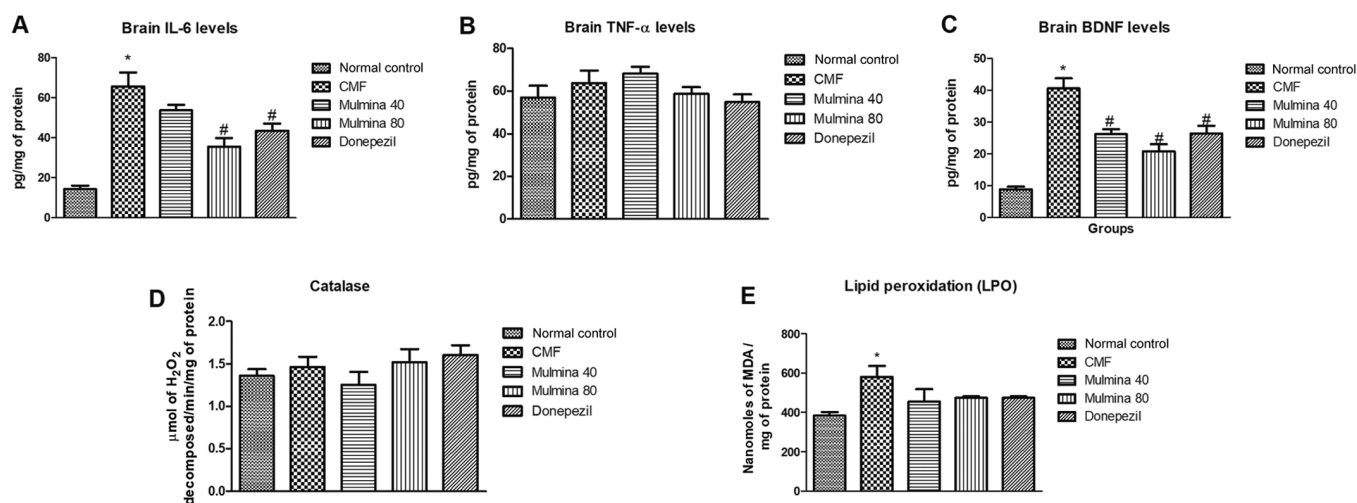 A
Brain IL-6 levels
pg/mg of protein
80
60
40
20
0
*
#
#
Normal control
CMF
Mulmina 40
Mulmina 80
Donepezil
B
Brain TNF-α levels
pg/mg of protein
80
60
40
20
0
Normal control
CMF
Mulmina 40
Mulmina 80
Donepezil
C
Brain BDNF levels
pg/mg of protein
50
40
30
20
10
0
*
#
#
#
Groups
Normal control
CMF
Mulmina 40
Mulmina 80
Donepezil
D
Catalase
μmol of H₂O₂
decomposed/min/mg of protein
2.0
1.5
1.0
0.5
0.0
Normal control
CMF
Mulmina 40
Mulmina 80
Donepezil
E
Lipid peroxidation (LPO)
Nanomoles of MDA /
mg of protein
800
600
400
200
0
*
Normal control
CMF
Mulmina 40
Mulmina 80
Donepezil